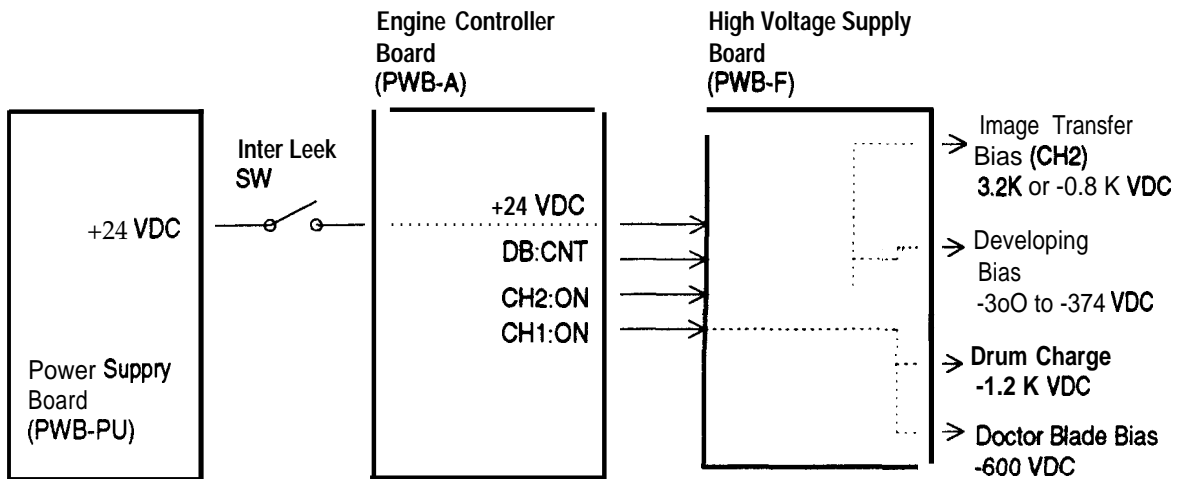 Engine Controller
Board
(PWB-A)
High Voltage Supply
Board
(PWB-F)
Inter Leek
SW
+24 VDC
Power Suppry
Board
(PWB-PU)
+24 VDC
DB:CNT
CH2:ON
CH1:ON
Image Transfer
Bias (CH2)
3.2K or -0.8 K VDC
Developing
Bias
-3oO to -374 VDC
Drum Charge
-1.2 K VDC
Doctor Blade Bias
-600 VDC